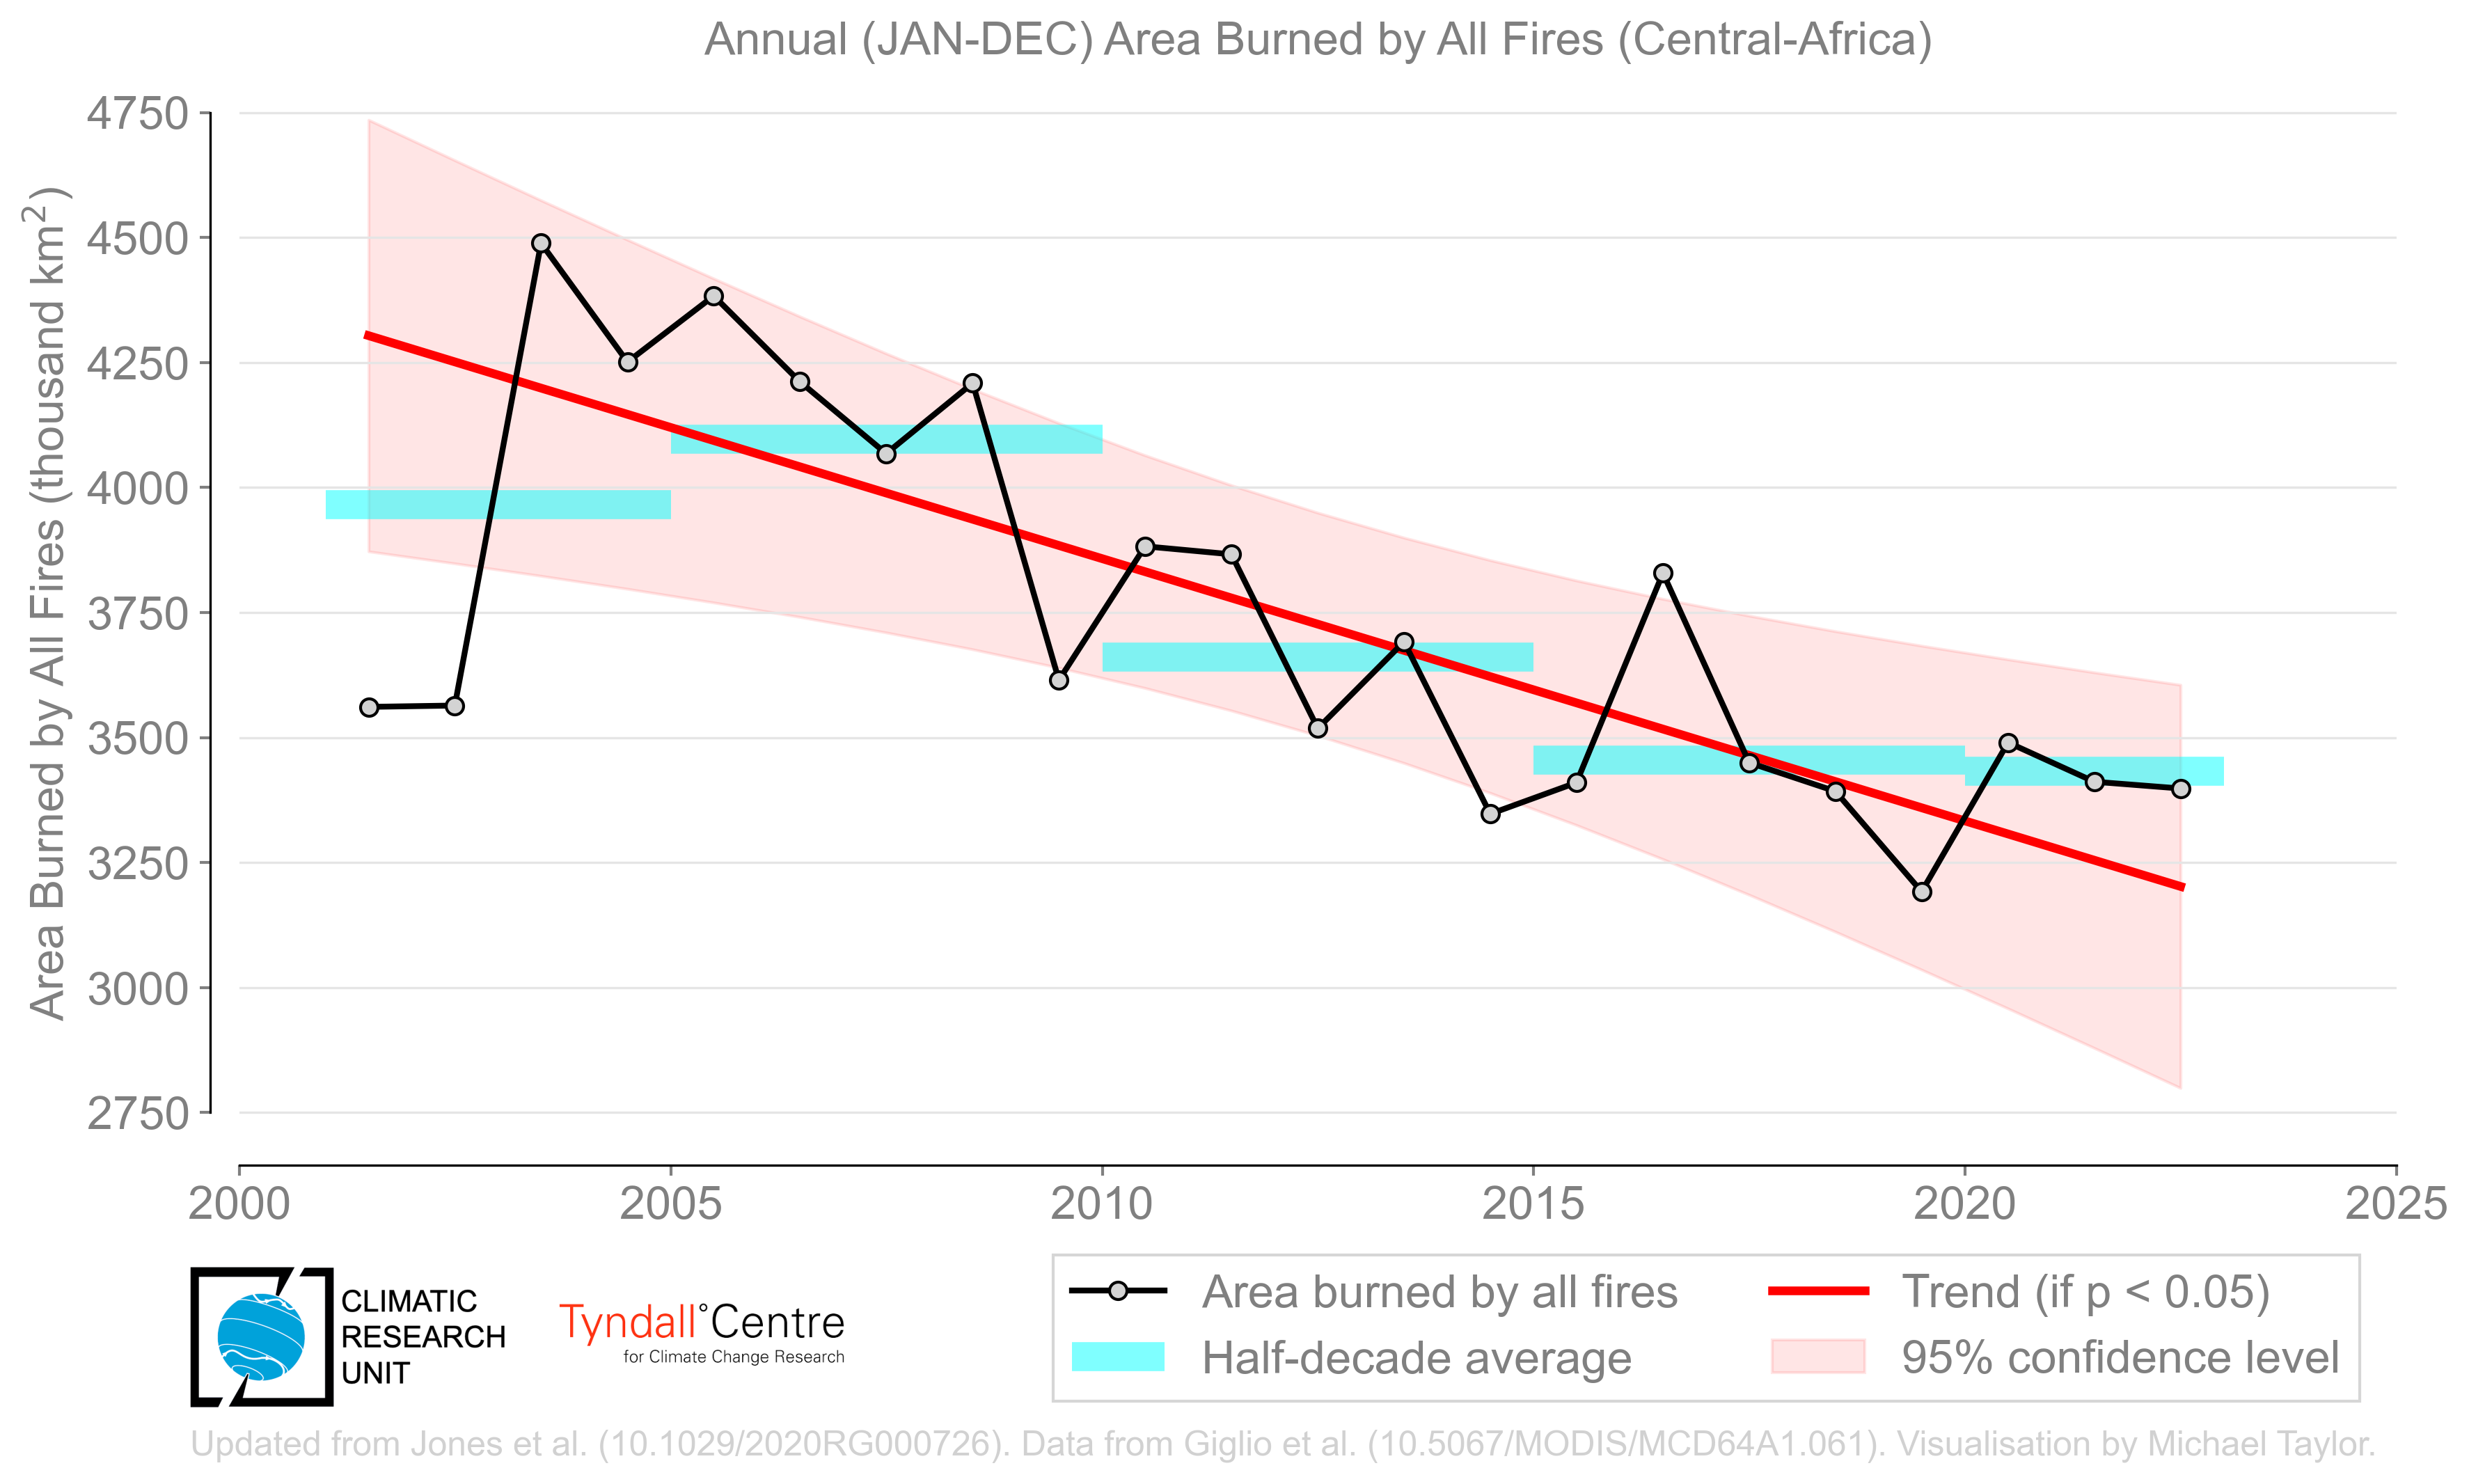 Annual (JAN-DEC) Area Burned by All Fires (Central-Africa)
Area Burned by All Fires (thousand km²)
4750
4500
4250
4000
3750
3500
3250
3000
2750
2000 2005 2010 2015 2020 2025
CLIMATIC
RESEARCH
UNIT
Tyndall°Centre
for Climate Change Research
Area burned by all fires
Trend (if p < 0.05)
Half-decade average
95% confidence level
Updated from Jones et al. (10.1029/2020RG000726). Data from Giglio et al. (10.5067/MODIS/MCD64A1.061). Visualisation by Michael Taylor.